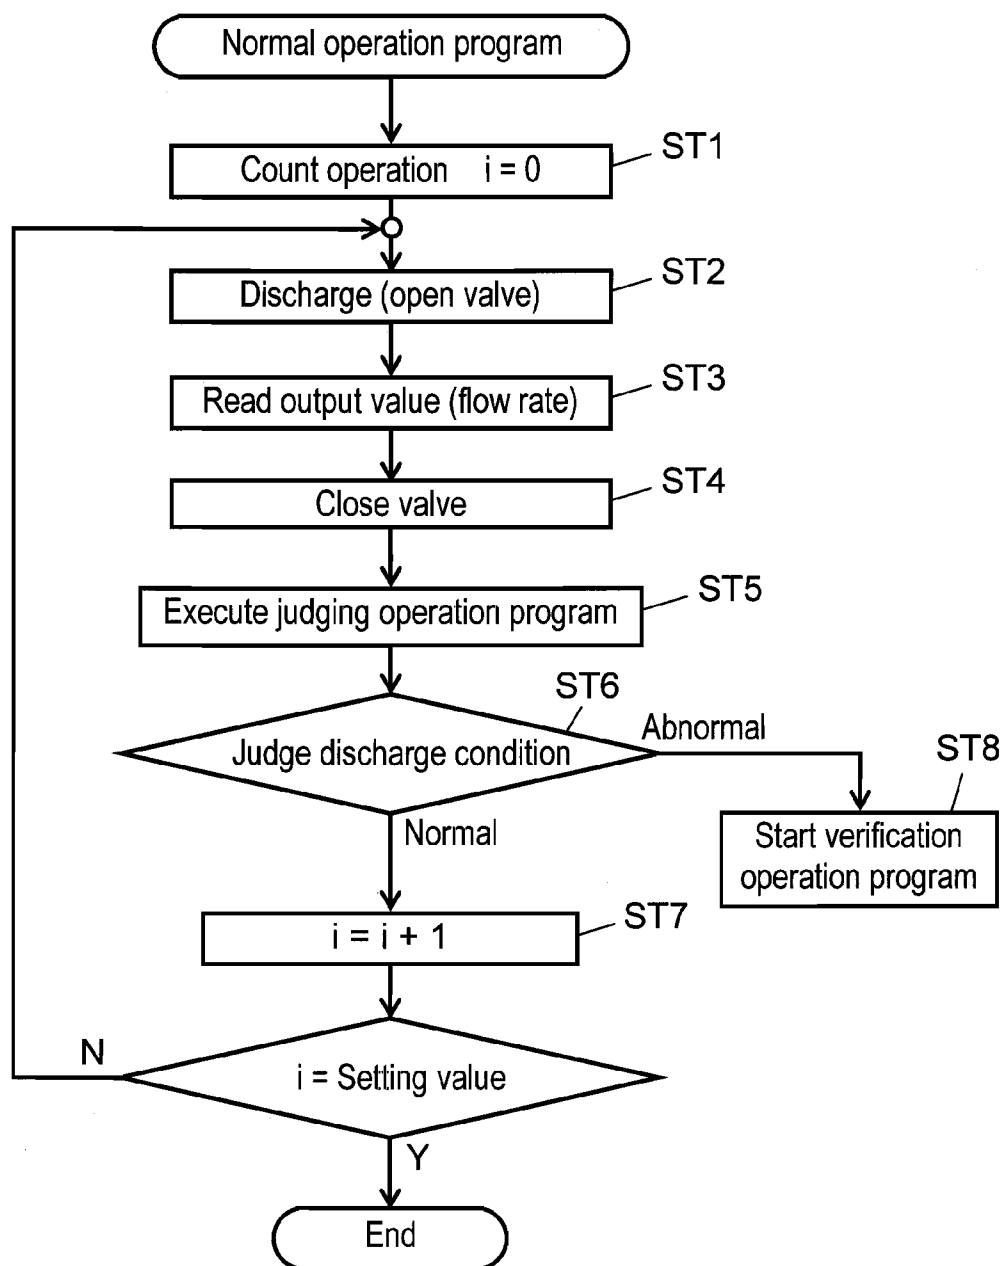 Normal operation program
Count operation i = 0
ST1
Discharge (open valve)
ST2
Read output value (flow rate)
ST3
Close valve
ST4
Execute judging operation program
ST5
Judge discharge condition
ST6
Abnormal
Normal
Start verification
operation program
ST8
i = i + 1
ST7
i = Setting value
N
Y
End